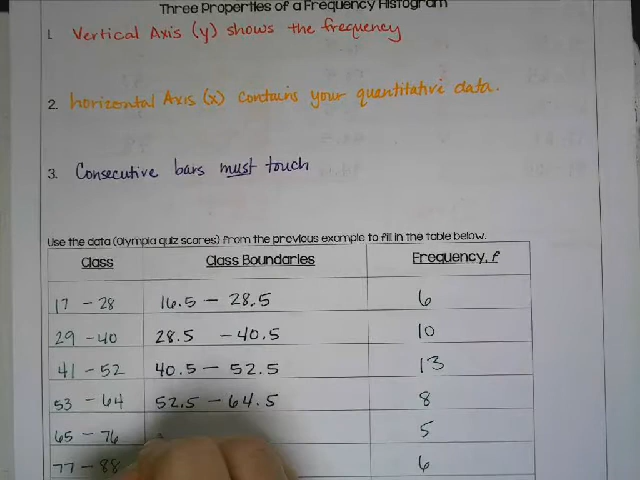 Three Properties of a Frequency Histogram
1. Vertical Axis (y) shows the frequency
2. horizontal Axis (x) contains your quantitative data.
3. Consecutive bars must touch
Use the data (Olympia quiz scores) from the previous example to fill in the table below.
Class Class Boundaries Frequency, f
17 - 28 16.5 - 28.5 6
29 - 40 28.5 - 40.5 10
41 - 52 40.5 - 52.5 13
53 - 64 52.5 - 64.5 8
65 - 76 5
77 - 88 6